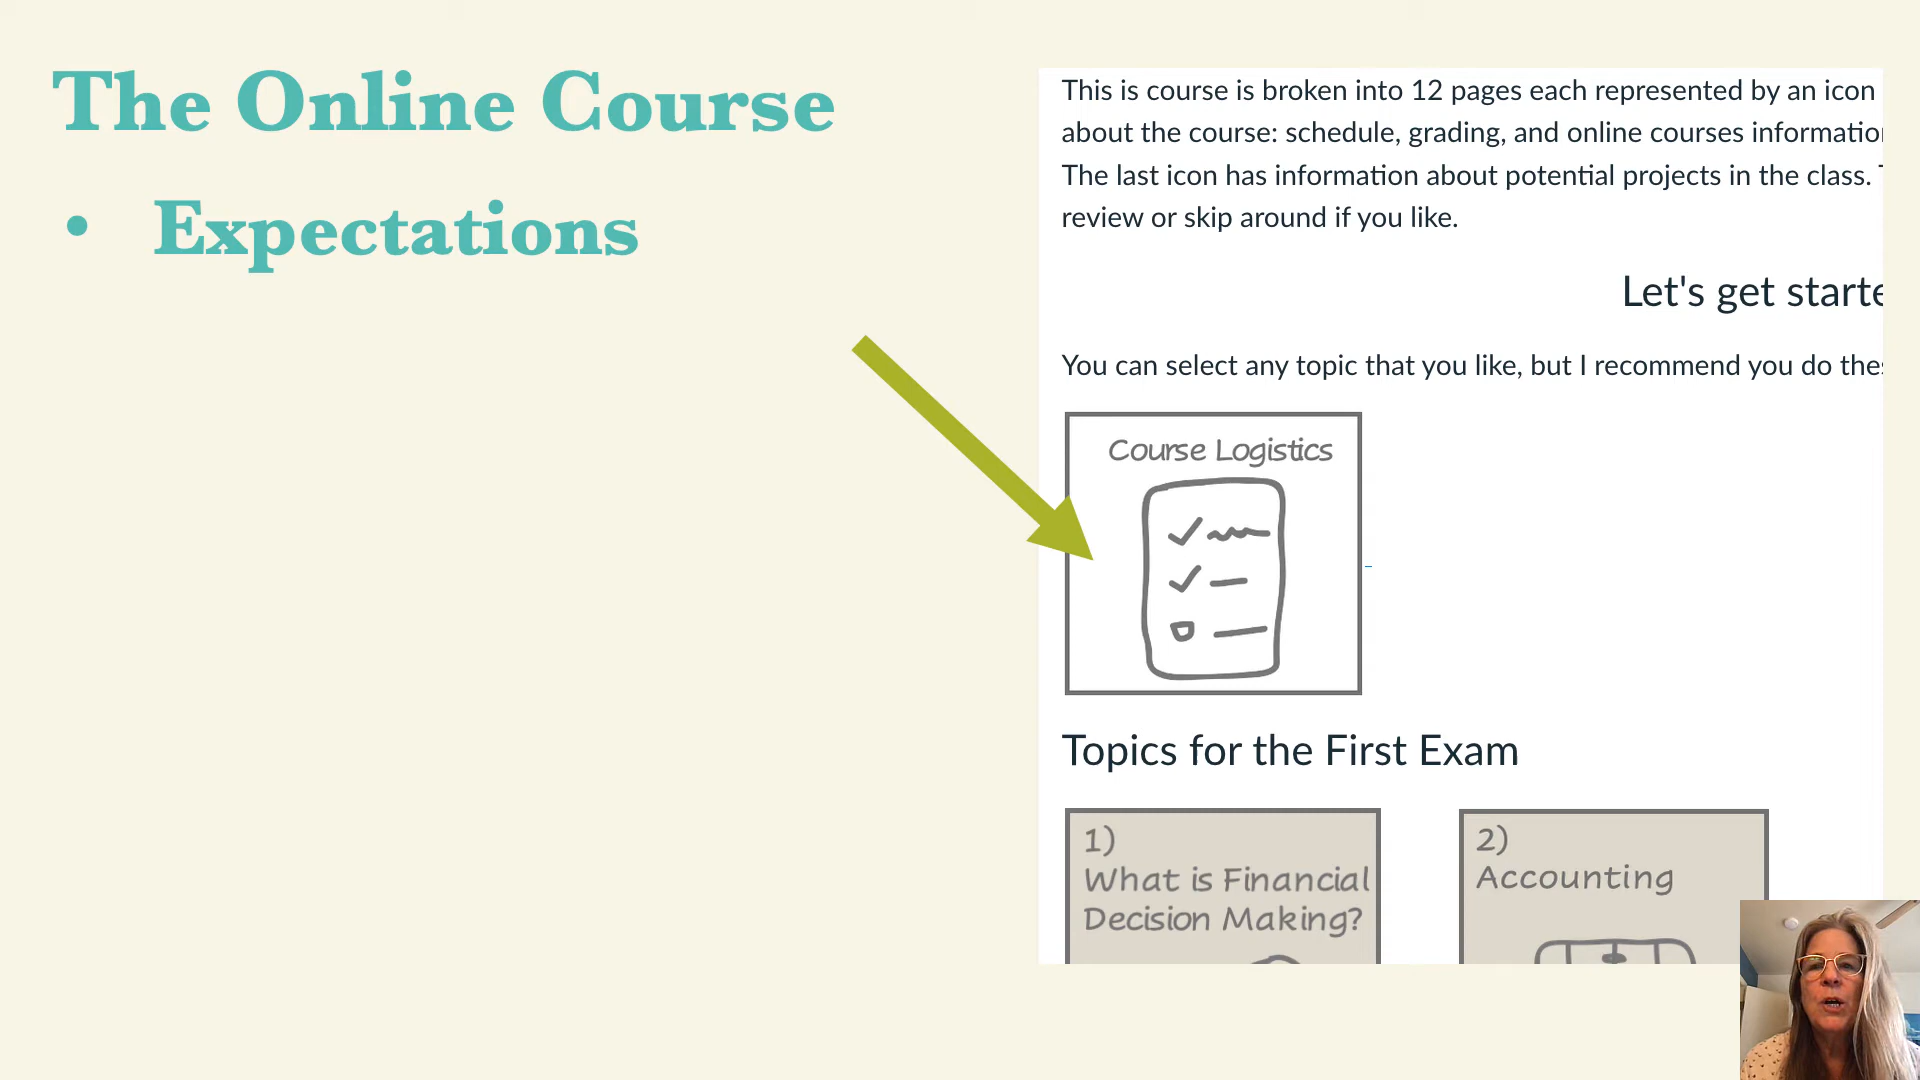 The Online Course
• Expectations
This is course is broken into 12 pages each represented by an icon
about the course: schedule, grading, and online courses informatio
The last icon has information about potential projects in the class.
review or skip around if you like.
Let's get starte
You can select any topic that you like, but I recommend you do thes
Course Logistics
Topics for the First Exam
1)
What is Financial
Decision Making?
2)
Accounting